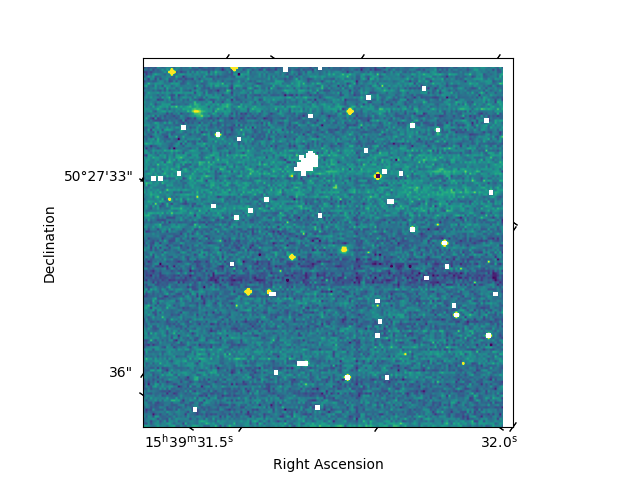 50°27'33"
Declination
36"
15ʰ39ᵐ31.5ˢ
32.0ˢ
Right Ascension